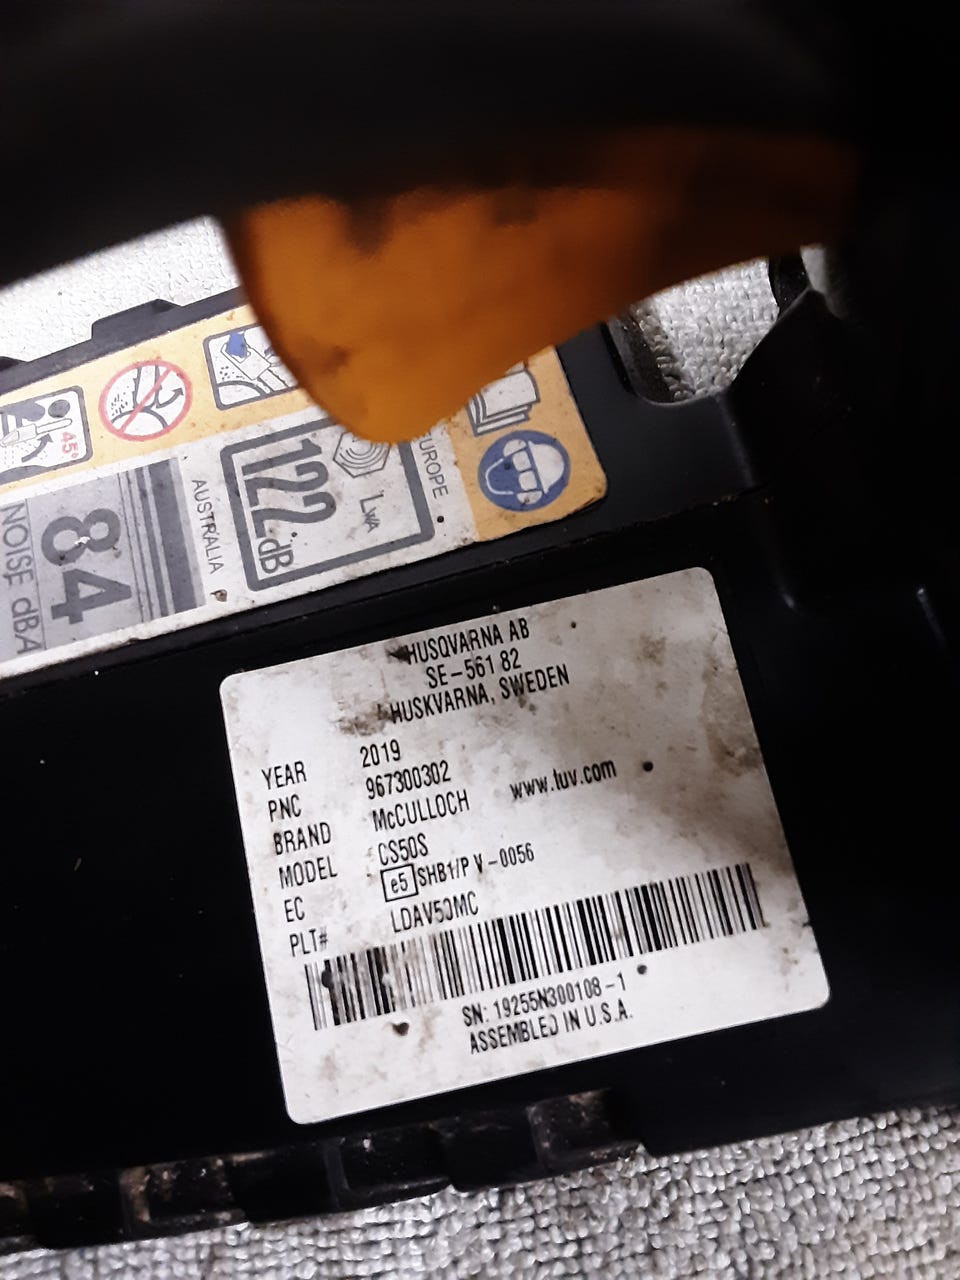 45°
122 dB
LWA
EUROPE
AUSTRALIA
84
NOISE dBA
HUSQVARNA AB
SE-561 82
HUSKVARNA, SWEDEN
YEAR 2019
PNC 967300302
BRAND McCULLOCH www.tuv.com
MODEL CS50S
EC e5 SHB1/P V-0056
PLT# LDAV50MC
SN: 19255N300108-1
ASSEMBLED IN U.S.A.